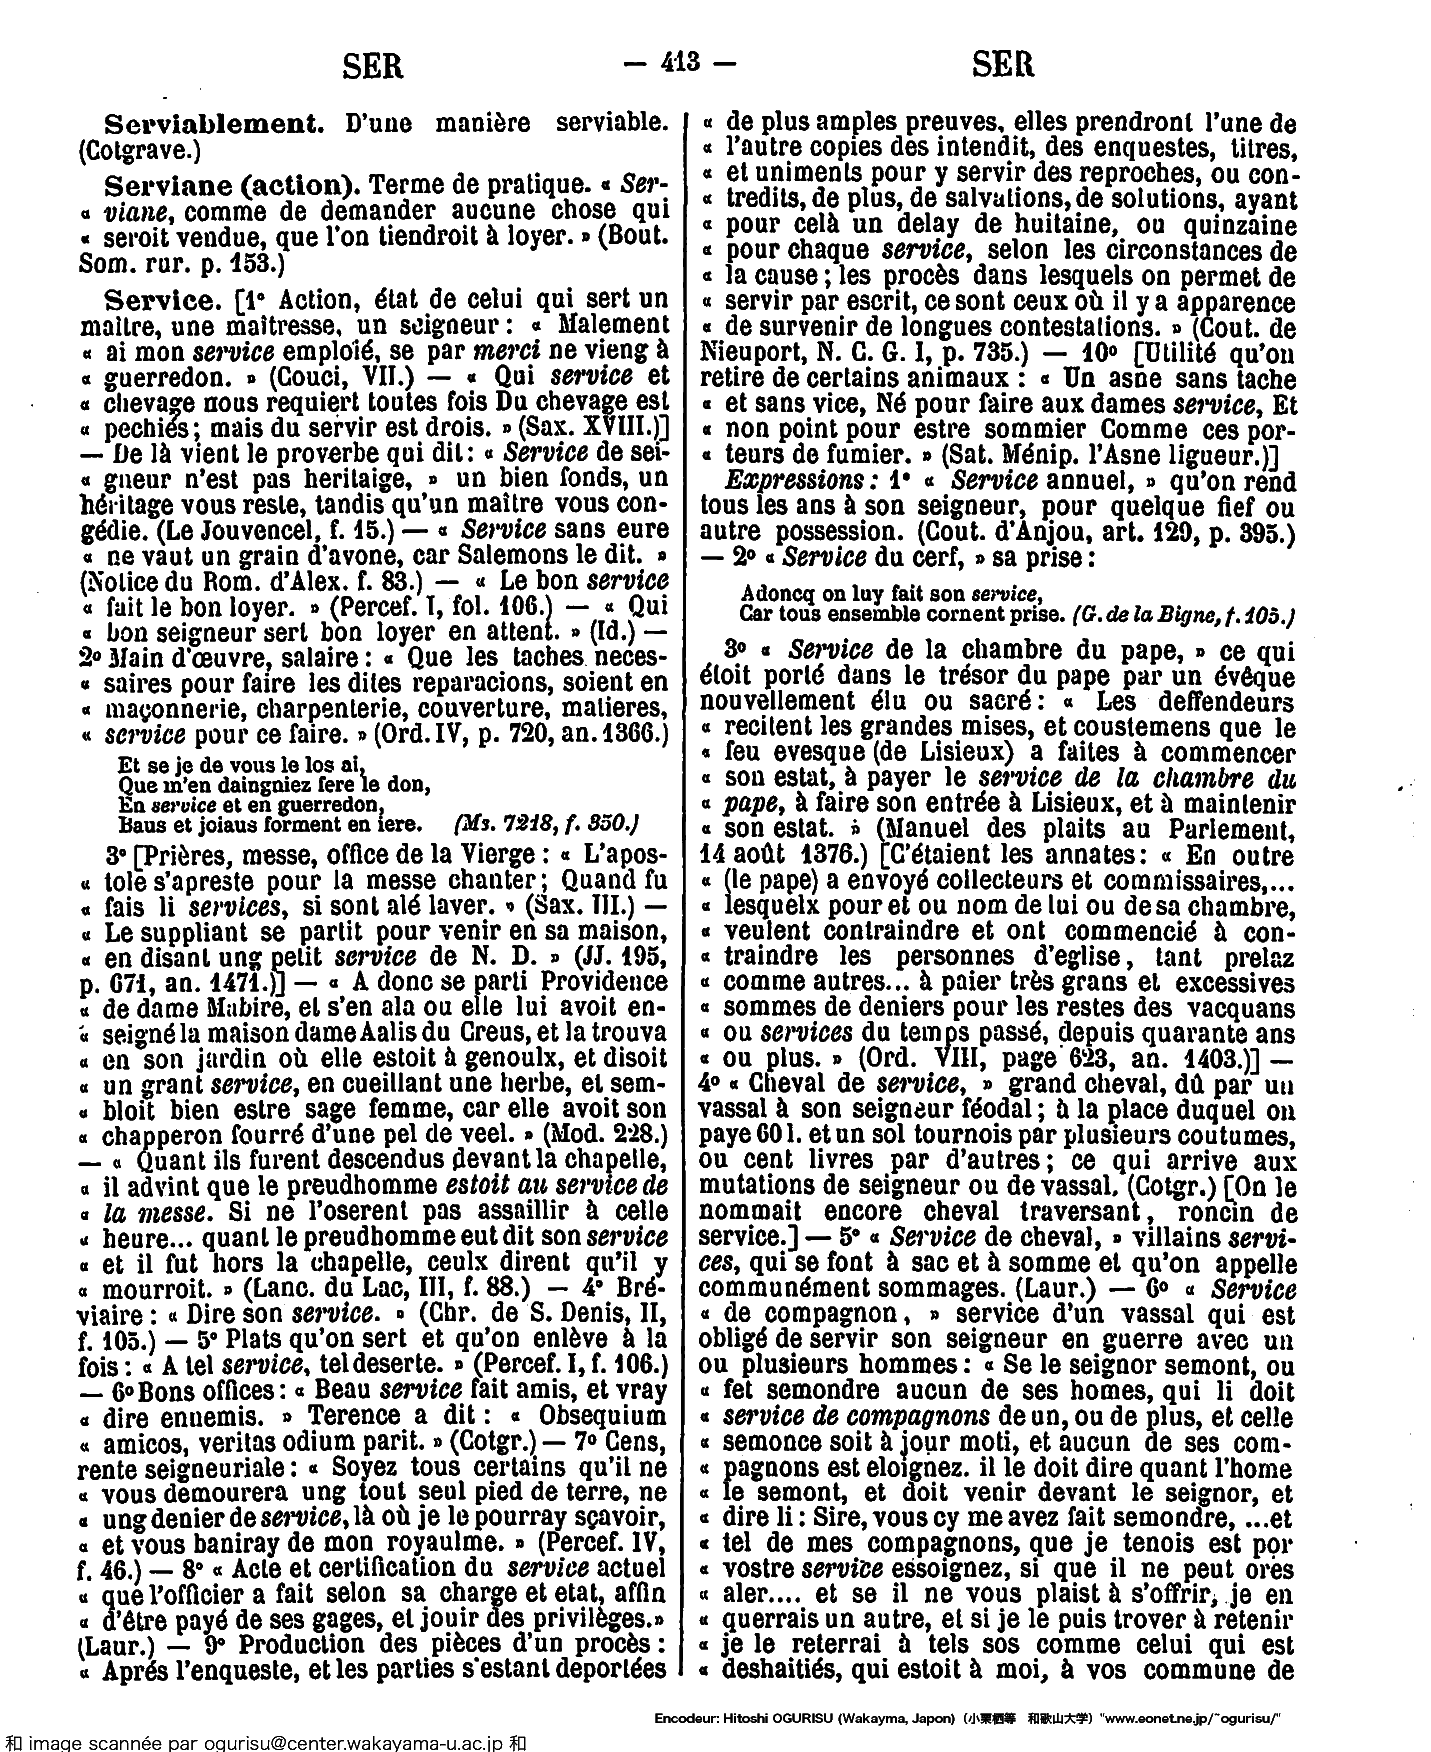 SER
— 413 —
SER
Serviablement. D'une manière serviable.
(Cotgrave.)
Serviane (action). Terme de pratique. « Ser-
« viane, comme de demander aucune chose qui
« seroit vendue, que l'on tiendroit à loyer. » (Bout.
Som. rur. p. 153.)
Service. [1° Action, état de celui qui sert un
maître, une maîtresse, un seigneur : « Malement
« ai mon service emploié, se par merci ne vieng à
« guerredon. » (Couci, VII.) — « Qui service et
« chevage nous requiert toutes fois Du chevage est
« pechiés ; mais du servir est drois. » (Sax. XVIII.)]
— De là vient le proverbe qui dit : « Service de sei-
« gneur n'est pas heritaige, » un bien fonds, un
héritage vous reste, tandis qu'un maître vous con-
gédie. (Le Jouvencel, f. 15.) — « Service sans eure
« ne vaut un grain d'avone, car Salemons le dit. »
(Notice du Rom. d'Alex. f. 83.) — « Le bon service
« fait le bon loyer. » (Percef. I, fol. 106.) — « Qui
« bon seigneur sert bon loyer en attent. » (Id.) —
2° Main d'œuvre, salaire : « Que les taches neces-
« saires pour faire les dites reparacions, soient en
« maçonnerie, charpenterie, couverture, matieres,
« service pour ce faire. » (Ord. IV, p. 720, an. 1366.)
Et se je de vous le los ai,
Que m'en daingniez fere le don,
En service et en guerredon,
Baus et joiaus forment en iere. (Ms. 7218, f. 350.)
3° [Prières, messe, office de la Vierge : « L'apos-
« tole s'apreste pour la messe chanter ; Quand fu
« fais li services, si sont alé laver. » (Sax. III.) —
« Le suppliant se partit pour venir en sa maison,
« en disant ung petit service de N. D. » (JJ. 195,
p. 671, an. 1471.)] — « A donc se parti Providence
« de dame Mabire, et s'en ala ou elle lui avoit en-
« seigné la maison dame Aalis du Creus, et la trouva
« en son jardin où elle estoit à genoulx, et disoit
« un grant service, en cueillant une herbe, et sem-
« bloit bien estre sage femme, car elle avoit son
« chapperon fourré d'une pel de veel. » (Mod. 228.)
— « Quant ils furent descendus devant la chapelle,
« il advint que le preudhomme estoit au service de
« la messe. Si ne l'oserent pas assaillir à celle
« heure... quant le preudhomme eut dit son service
« et il fut hors la chapelle, ceulx dirent qu'il y
« mourroit. » (Lanc. du Lac, III, f. 88.) — 4° Bré-
viaire : « Dire son service. » (Chr. de S. Denis, II,
f. 105.) — 5° Plats qu'on sert et qu'on enlève à la
fois : « A tel service, tel deserte. » (Percef. I, f. 106.)
— 6° Bons offices : « Beau service fait amis, et vray
« dire ennemis. » Terence a dit : « Obsequium
« amicos, veritas odium parit. » (Cotgr.) — 7° Cens,
rente seigneuriale : « Soyez tous certains qu'il ne
« vous demourera ung tout seul pied de terre, ne
« ung denier de service, là où je le pourray sçavoir,
« et vous baniray de mon royaulme. » (Percef. IV,
f. 46.) — 8° « Acte et certification du service actuel
« que l'officier a fait selon sa charge et etat, affin
« d'être payé de ses gages, et jouir des privilèges. »
(Laur.) — 9° Production des pièces d'un procès :
« Aprés l'enqueste, et les parties s'estant deportées
« de plus amples preuves, elles prendront l'une de
« l'autre copies des intendit, des enquestes, titres,
« et uniments pour y servir des reproches, ou con-
« tredits, de plus, de salvations, de solutions, ayant
« pour celà un delay de huitaine, ou quinzaine
« pour chaque service, selon les circonstances de
« la cause ; les procès dans lesquels on permet de
« servir par escrit, ce sont ceux où il y a apparence
« de survenir de longues contestations. » (Cout. de
Nieuport, N. C. G. I, p. 735.) — 10° [Utilité qu'on
retire de certains animaux : « Un asne sans tache
« et sans vice, Né pour faire aux dames service, Et
« non point pour estre sommier Comme ces por-
« teurs de fumier. » (Sat. Ménip. l'Asne ligueur.)]
Expressions : 1° « Service annuel, » qu'on rend
tous les ans à son seigneur, pour quelque fief ou
autre possession. (Cout. d'Anjou, art. 129, p. 395.)
— 2° « Service du cerf, » sa prise :
Adoncq on luy fait son service,
Car tous ensemble cornent prise. (G. de la Bigne, f. 105.)
3° « Service de la chambre du pape, » ce qui
étoit porté dans le trésor du pape par un évêque
nouvellement élu ou sacré : « Les deffendeurs
« recitent les grandes mises, et coustemens que le
« feu evesque (de Lisieux) a faites à commencer
« son estat, à payer le service de la chambre du
« pape, à faire son entrée à Lisieux, et à maintenir
« son estat. » (Manuel des plaits au Parlement,
14 août 1376.) [C'étaient les annates : « En outre
« (le pape) a envoyé collecteurs et commissaires,...
« lesquelx pour et ou nom de lui ou de sa chambre,
« veulent contraindre et ont commencié à con-
« traindre les personnes d'eglise, tant prelaz
« comme autres... à paier très grans et excessives
« sommes de deniers pour les restes des vacquans
« ou services du temps passé, depuis quarante ans
« ou plus. » (Ord. VIII, page 623, an. 1403.)] —
4° « Cheval de service, » grand cheval, dû par un
vassal à son seigneur féodal ; à la place duquel on
paye 60 l. et un sol tournois par plusieurs coutumes,
ou cent livres par d'autres ; ce qui arrive aux
mutations de seigneur ou de vassal. (Cotgr.) [On le
nommait encore cheval traversant, roncin de
service.] — 5° « Service de cheval, » villains servi-
ces, qui se font à sac et à somme et qu'on appelle
communément sommages. (Laur.) — 6° « Service
« de compagnon, » service d'un vassal qui est
obligé de servir son seigneur en guerre avec un
ou plusieurs hommes : « Se le seignor semont, ou
« fet semondre aucun de ses homes, qui li doit
« service de compagnons de un, ou de plus, et celle
« semonce soit à jour moti, et aucun de ses com-
« pagnons est eloignez. il le doit dire quant l'home
« le semont, et doit venir devant le seignor, et
« dire li : Sire, vous cy me avez fait semondre, ...et
« tel de mes compagnons, que je tenois est por
« vostre service essoignez, si que il ne peut ores
« aler.... et se il ne vous plaist à s'offrir, je en
« querrais un autre, et si je le puis trover à retenir
« je le reterrai à tels sos comme celui qui est
« deshaitiés, qui estoit à moi, à vos commune de
Encodeur: Hitoshi OGURISU (Wakayma, Japon) (小栗栖等 和歌山大学) "www.eonet.ne.jp/~ogurisu/"
和 image scannée par ogurisu@center.wakayama-u.ac.jp 和